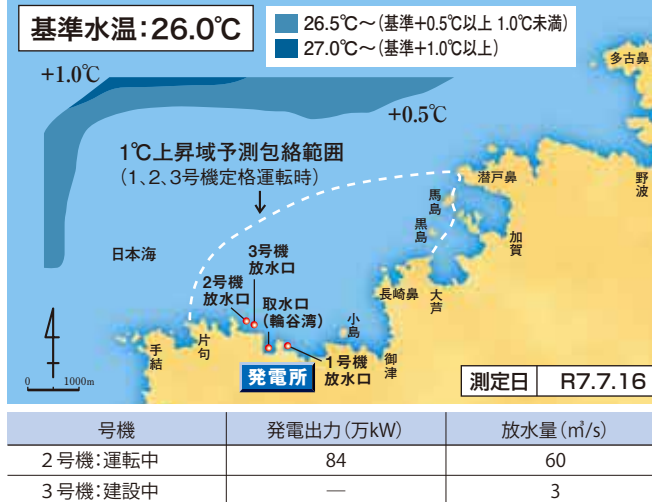 基準水温：26.0℃
26.5℃～（基準＋0.5℃以上 1.0℃未満）
27.0℃～（基準＋1.0℃以上）
+1.0℃
+0.5℃
多古鼻
1℃上昇域予測包絡範囲
（1、2、3号機定格運転時）
潜戸鼻
野波
馬島
黒島
加賀
日本海
3号機
放水口
2号機
放水口
取水口
（輪谷湾）
長崎鼻
大芦
小島
手結
片句
1号機
放水口
御津
発電所
4
0 1000m
測定日 R7.7.16
号機 発電出力（万kW） 放水量（㎥/s）
2号機：運転中 84 60
3号機：建設中 — 3